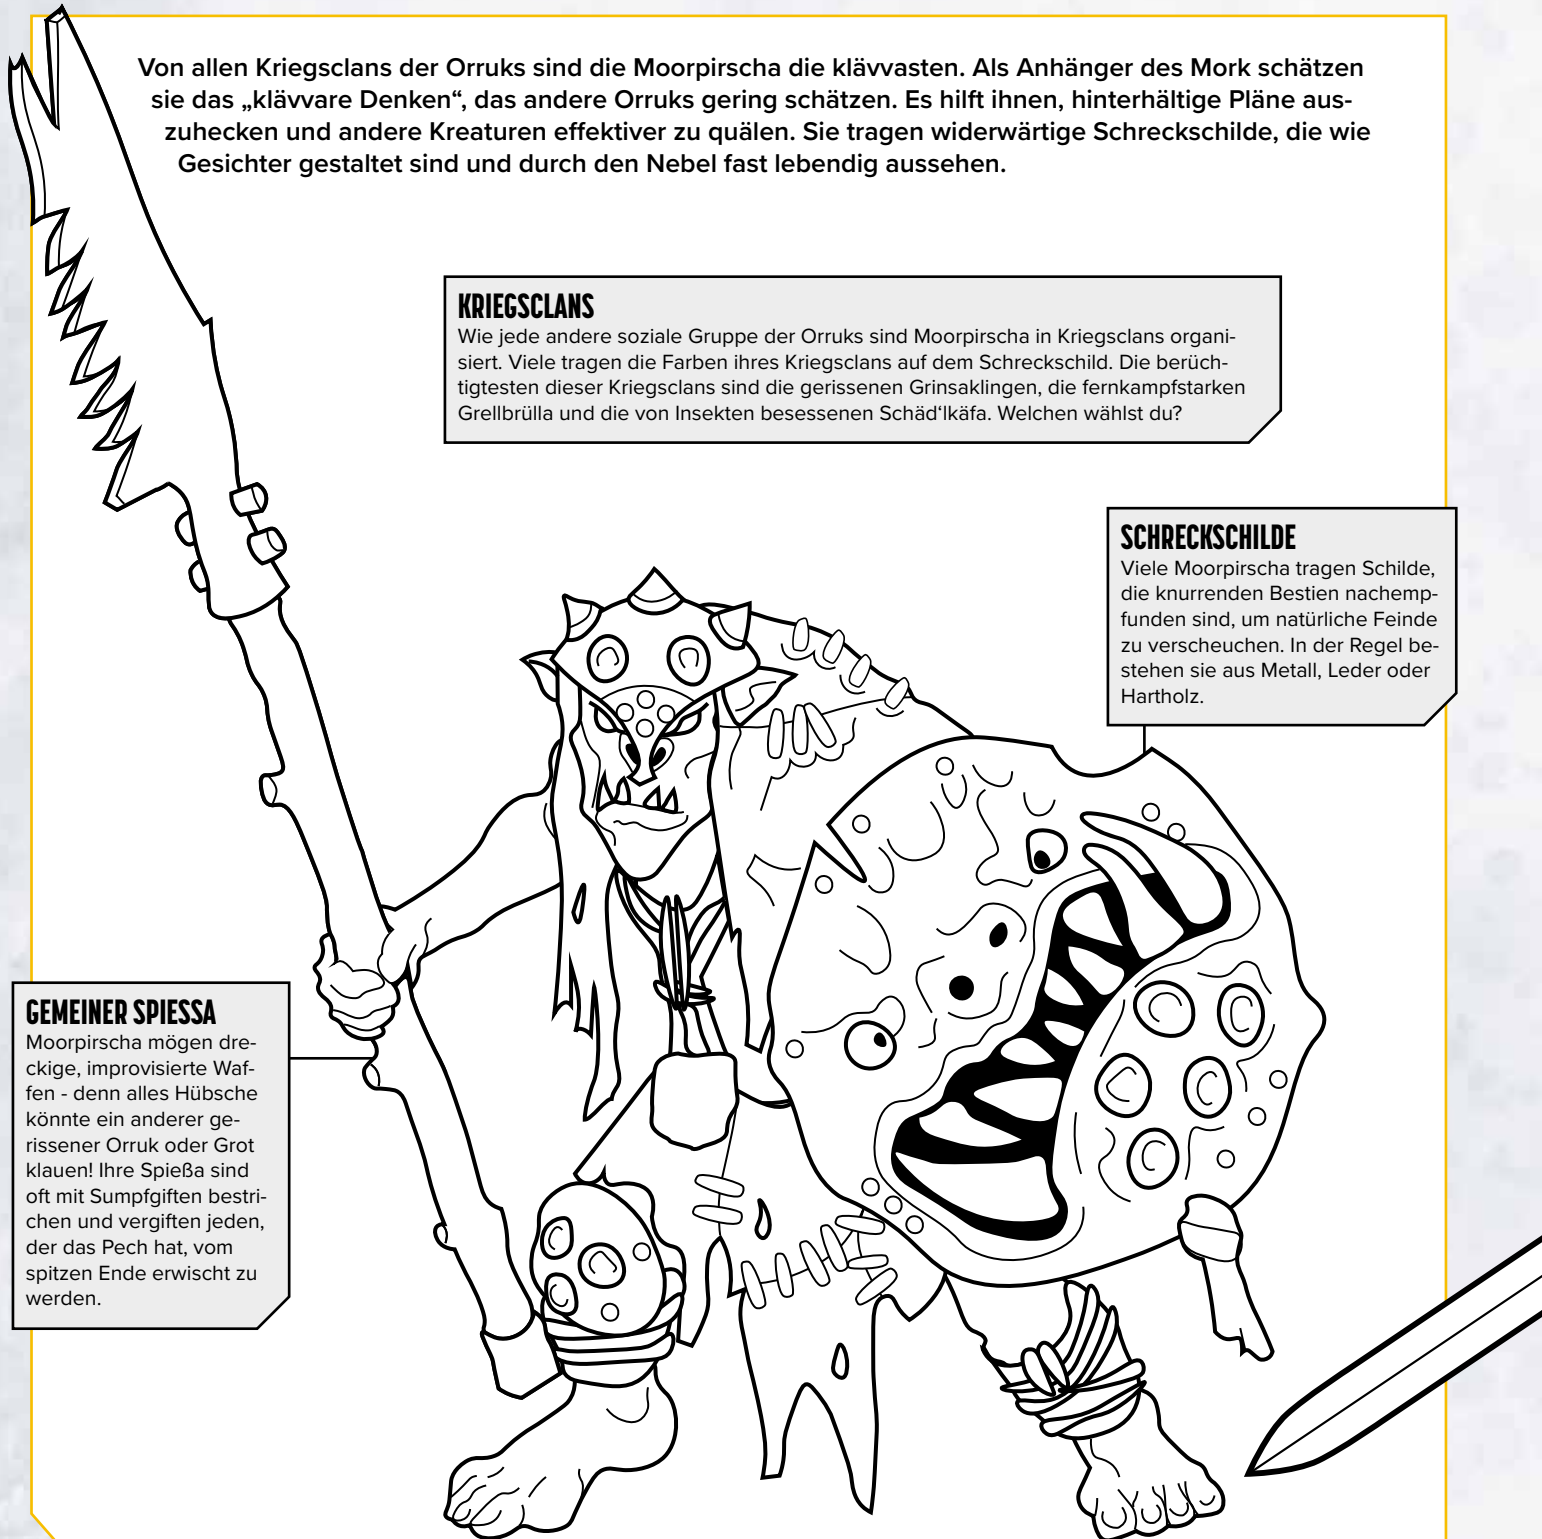 Von allen Kriegsclans der Orruks sind die Moorpirscha die klävvasten. Als Anhänger des Mork schätzen
sie das „klävvare Denken“, das andere Orruks gering schätzen. Es hilft ihnen, hinterhältige Pläne aus-
zuhecken und andere Kreaturen effektiver zu quälen. Sie tragen widerwärtige Schreckschilde, die wie
Gesichter gestaltet sind und durch den Nebel fast lebendig aussehen.
KRIEGSCLANS
Wie jede andere soziale Gruppe der Orruks sind Moorpirscha in Kriegsclans organi-
siert. Viele tragen die Farben ihres Kriegsclans auf dem Schreckschild. Die berüch-
tigtesten dieser Kriegsclans sind die gerissenen Grinsaklingen, die fernkampfstarken
Grellbrülla und die von Insekten besessenen Schäd‘lkäfa. Welchen wählst du?
SCHRECKSCHILDE
Viele Moorpirscha tragen Schilde,
die knurrenden Bestien nachemp-
funden sind, um natürliche Feinde
zu verscheuchen. In der Regel be-
stehen sie aus Metall, Leder oder
Hartholz.
GEMEINER SPIESSA
Moorpirscha mögen dre-
ckige, improvisierte Waf-
fen - denn alles Hübsche
könnte ein anderer ge-
rissener Orruk oder Grot
klauen! Ihre Spießa sind
oft mit Sumpfgiften bestri-
chen und vergiften jeden,
der das Pech hat, vom
spitzen Ende erwischt zu
werden.